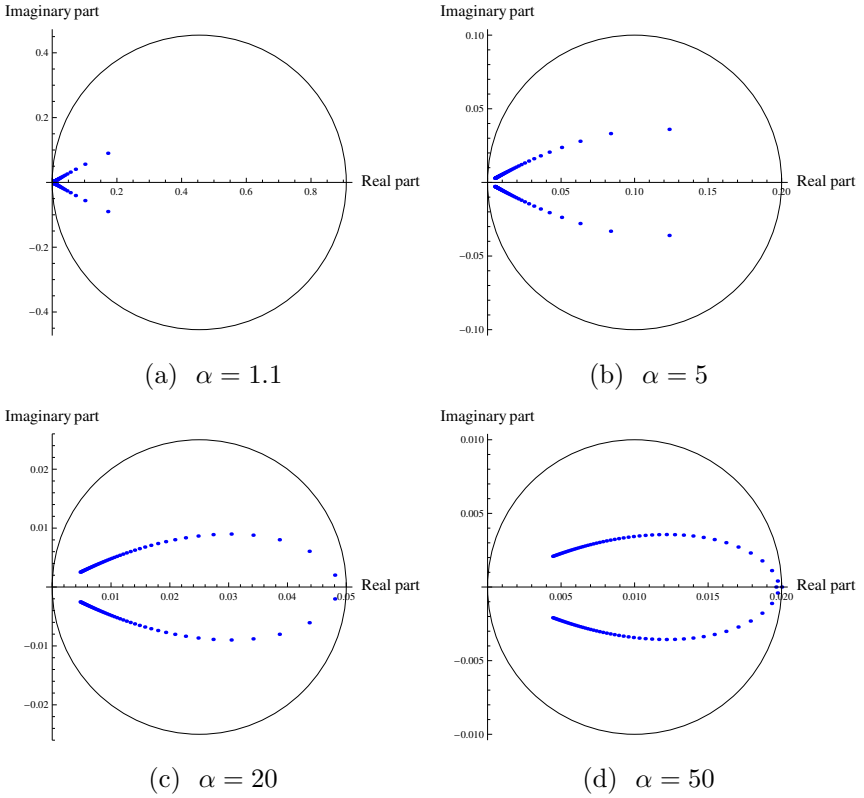 Imaginary part
0.4
0.2
-0.2
-0.4
0.2
0.4
0.6
0.8
Real part
(a) α = 1.1
Imaginary part
0.10
0.05
-0.05
-0.10
0.05
0.10
0.15
0.20
Real part
(b) α = 5
Imaginary part
0.02
0.01
-0.01
-0.02
0.01
0.02
0.03
0.04
0.05
Real part
(c) α = 20
Imaginary part
0.010
0.005
-0.005
-0.010
0.005
0.010
0.015
0.020
Real part
(d) α = 50